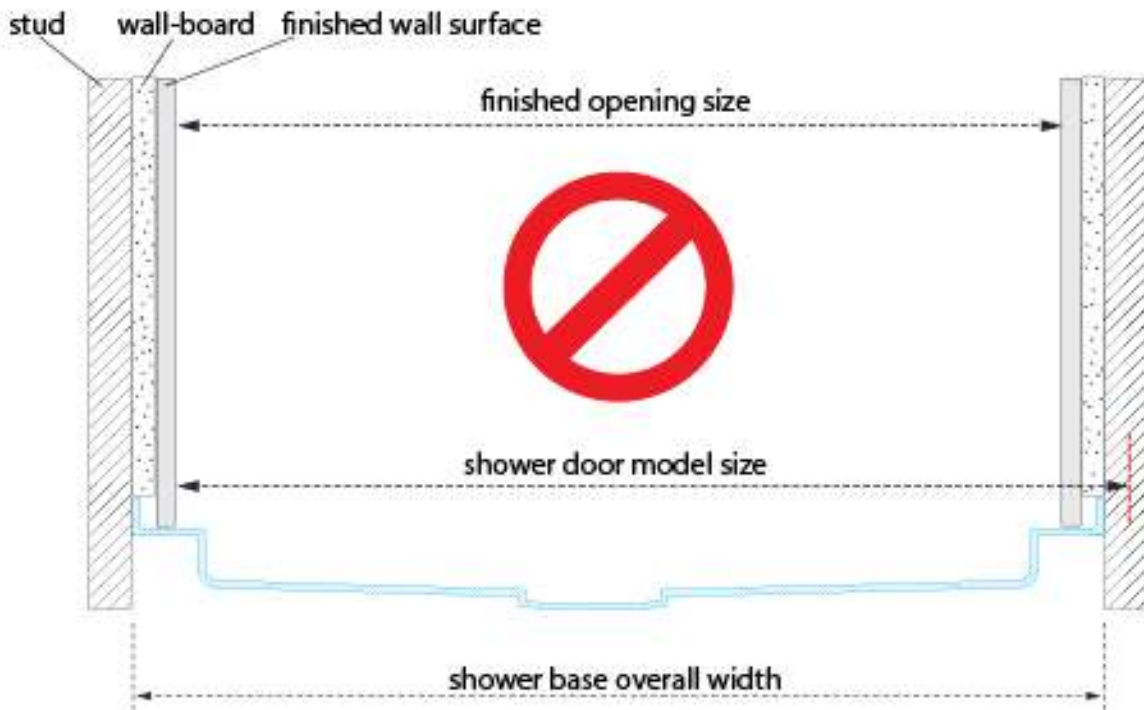 stud wall-board finished wall surface
finished opening size
shower door model size
shower base overall width